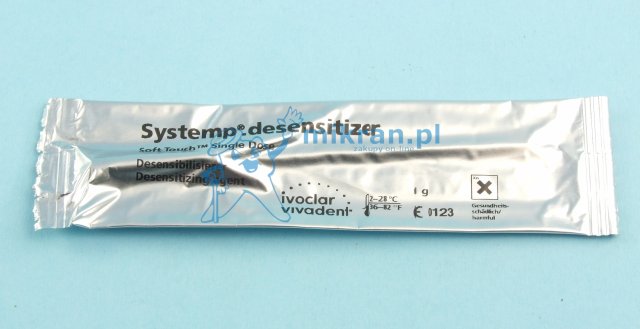 Systemp.®desensitizer
Soft Touch™ Single Dose
Desensitizing Agent
ivoclar
vivadent
2–28 °C
36–82 °F
1 g
0123
Xn
Gesundheits-
schädlich/
harmful
mikran.pl
zakupy on-line